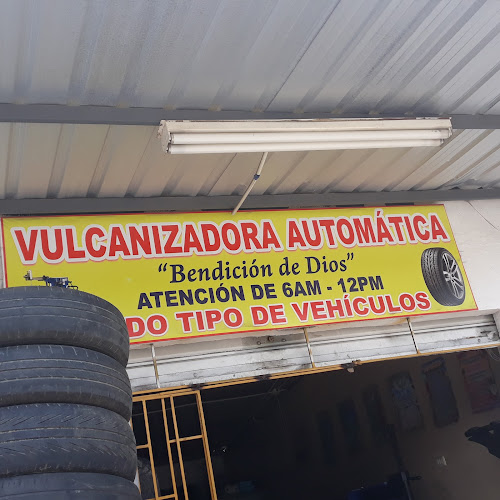 VULCANIZADORA AUTOMÁTICA
"Bendición de Dios"
ATENCIÓN DE 6AM - 12PM
DO TIPO DE VEHÍCULOS